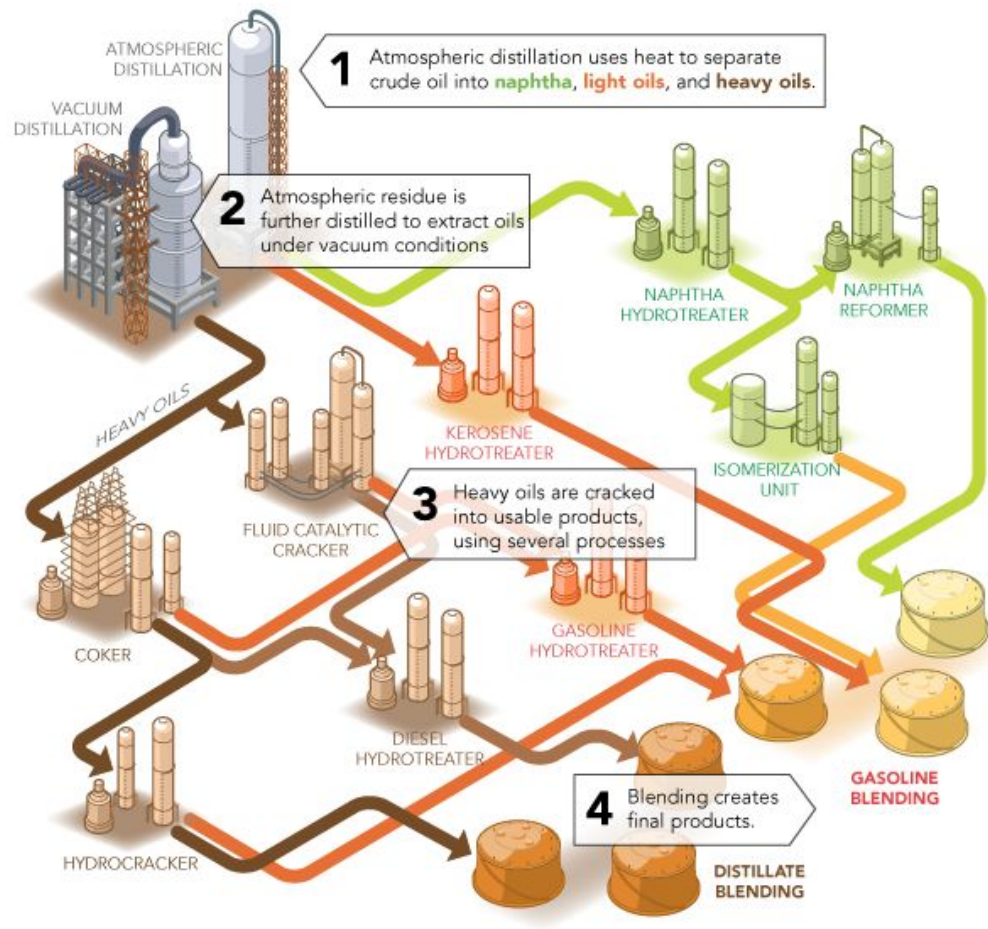 ATMOSPHERIC
DISTILLATION
1
Atmospheric distillation uses heat to separate
crude oil into naphtha, light oils, and heavy oils.
VACUUM
DISTILLATION
2
Atmospheric residue is
further distilled to extract oils
under vacuum conditions
NAPHTHA
HYDROTREATER
NAPHTHA
REFORMER
HEAVY OILS
KEROSENE
HYDROTREATER
ISOMERIZATION
UNIT
FLUID CATALYTIC
CRACKER
3
Heavy oils are cracked
into usable products,
using several processes
COKER
GASOLINE
HYDROTREATER
DIESEL
HYDROTREATER
GASOLINE
BLENDING
4
Blending creates
final products.
HYDROCRACKER
DISTILLATE
BLENDING